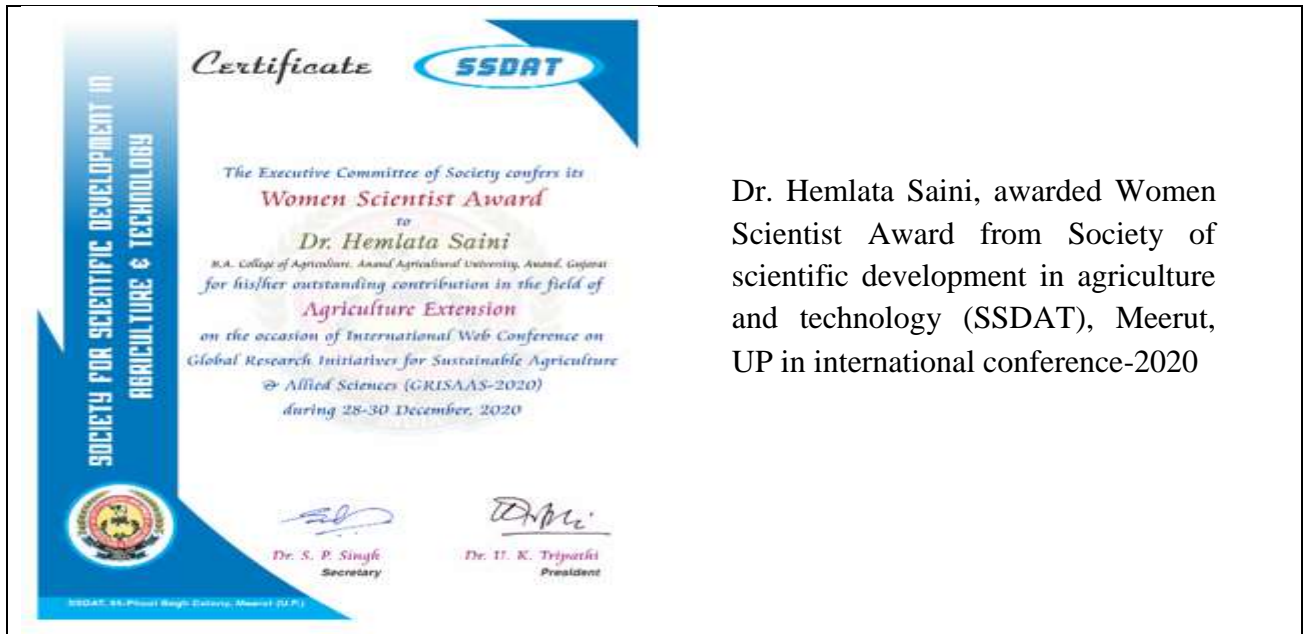 Certificate
SSDAT
SOCIETY FOR SCIENTIFIC DEVELOPMENT IN
AGRICULTURE & TECHNOLOGY
The Executive Committee of Society confers its
Women Scientist Award
to
Dr. Hemlata Saini
B.A. College of Agriculture, Anand Agricultural University, Anand, Gujarat
for his/her outstanding contribution in the field of
Agriculture Extension
on the occasion of International Web Conference on
Global Research Initiatives for Sustainable Agriculture
& Allied Sciences (GRISAAS-2020)
during 28-30 December, 2020
Dr. S. P. Singh
Secretary
Dr. U. K. Tripathi
President
SSDAT, Colony, Meerut (U.P.)
Dr. Hemlata Saini, awarded Women
Scientist Award from Society of
scientific development in agriculture
and technology (SSDAT), Meerut,
UP in international conference-2020